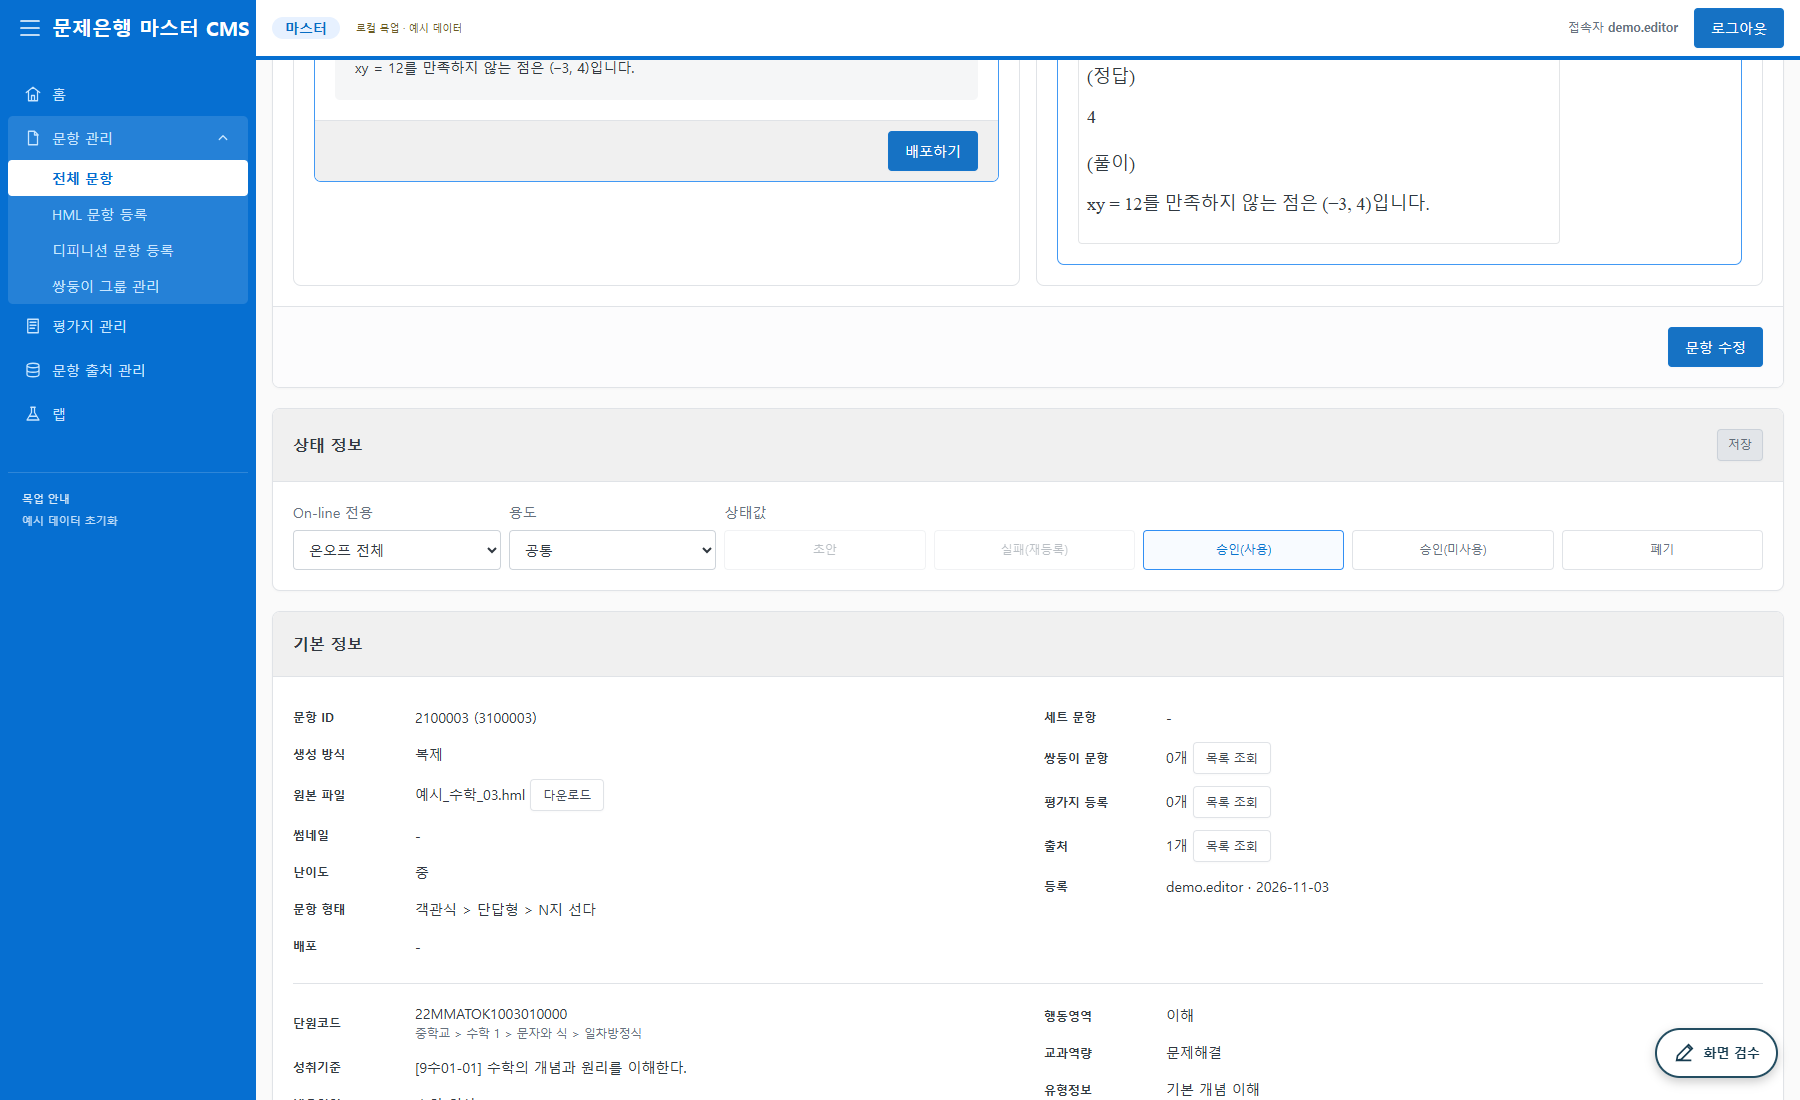 문제은행 마스터 CMS
마스터
로컬 목업 · 예시 데이터
접속자 demo.editor
로그아웃
홈
문항 관리
전체 문항
HML 문항 등록
디피니션 문항 등록
쌍둥이 그룹 관리
평가지 관리
문항 출처 관리
랩
목업 안내
예시 데이터 초기화
xy = 12를 만족하지 않는 점은 (−3, 4)입니다.
배포하기
(정답)
4
(풀이)
xy = 12를 만족하지 않는 점은 (−3, 4)입니다.
문항 수정
상태 정보
저장
On-line 전용
용도
상태값
온오프 전체
공통
초안
실패(재등록)
승인(사용)
승인(미사용)
폐기
기본 정보
문항 ID
2100003 (3100003)
생성 방식
복제
원본 파일
예시_수학_03.hml 다운로드
썸네일
-
난이도
중
문항 형태
객관식 > 단답형 > N지 선다
배포
-
세트 문항
-
쌍둥이 문항
0개 목록 조회
평가지 등록
0개 목록 조회
출처
1개 목록 조회
등록
demo.editor · 2026-11-03
단원코드
22MMATOK1003010000
중학교 > 수학 1 > 문자와 식 > 일차방정식
성취기준
[9수01-01] 수학의 개념과 원리를 이해한다.
행동영역
이해
교과역량
문제해결
유형정보
기본 개념 이해
화면 검수